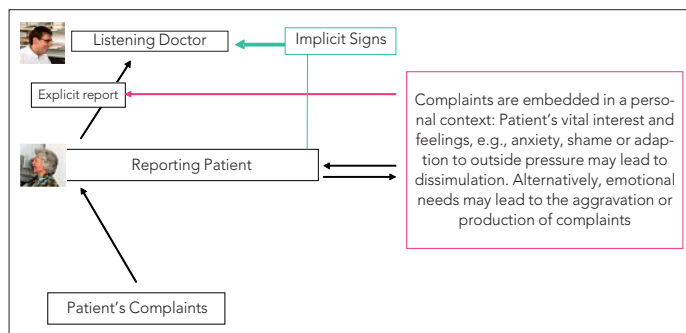 Listening Doctor
Implicit Signs
Explicit report
Complaints are embedded in a perso-
nal context: Patient's vital interest and
feelings, e.g., anxiety, shame or adap-
tion to outside pressure may lead to
dissimulation. Alternatively, emotional
needs may lead to the aggravation or
production of complaints
Reporting Patient
Patient's Complaints